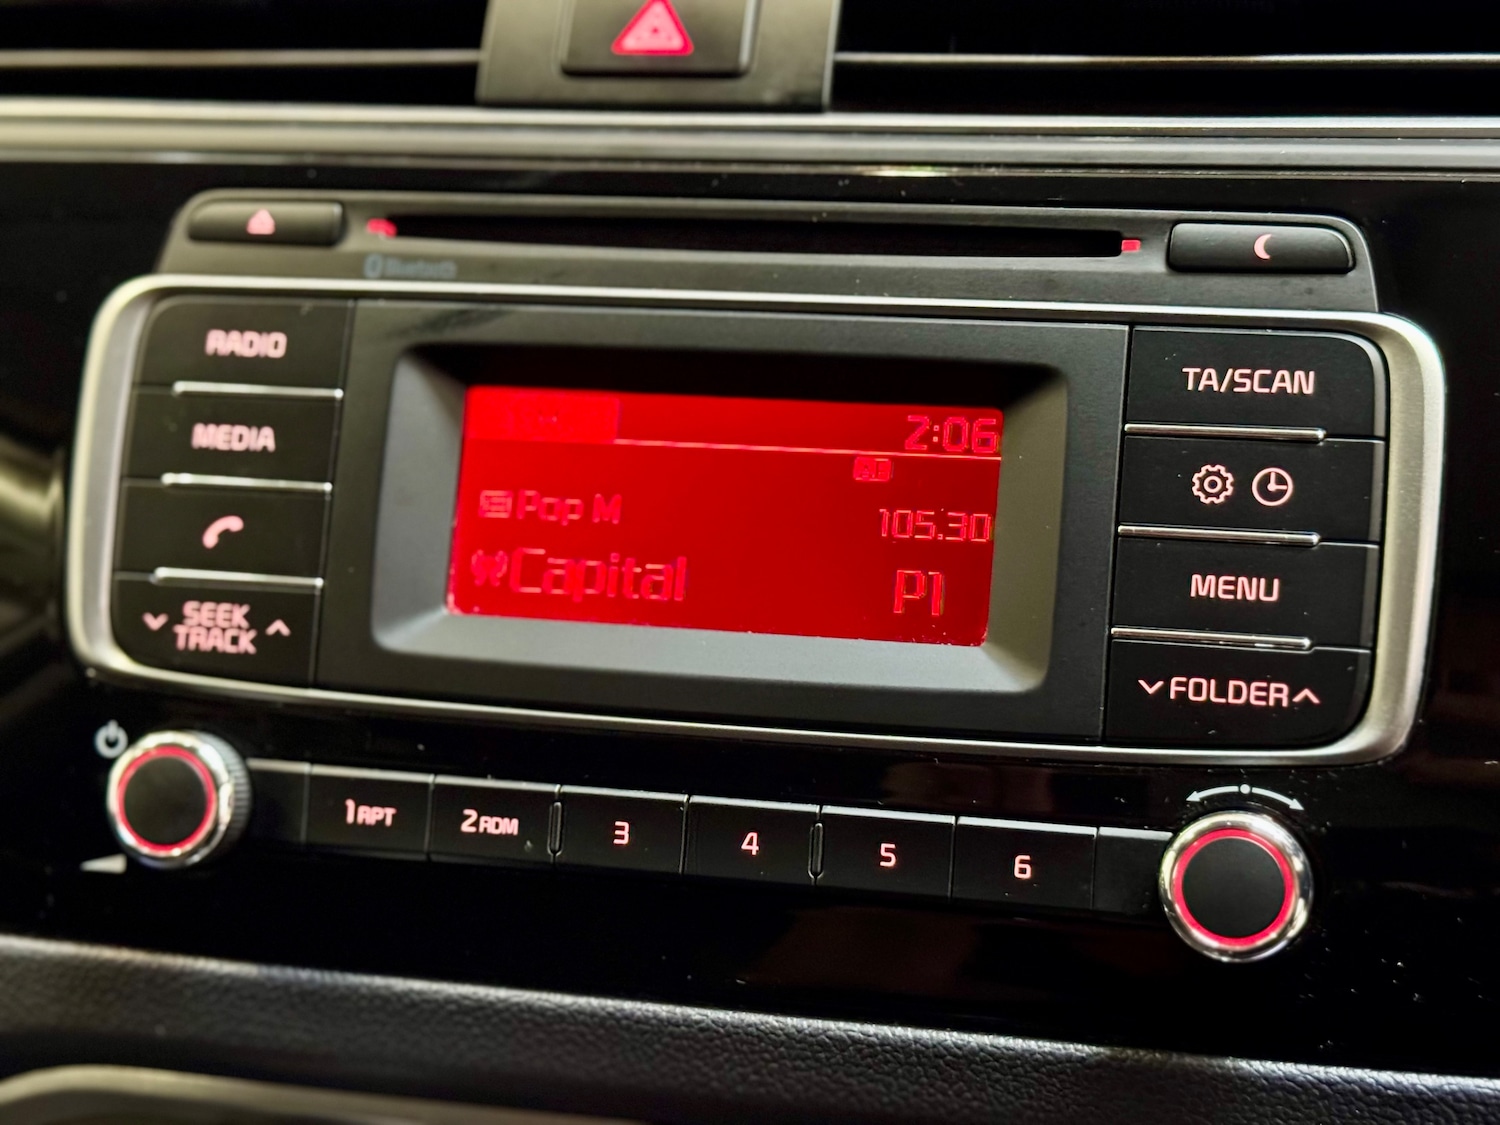 Bluetooth
RADIO
MEDIA
SEEK
TRACK
2:06
Pop M
105.30
Capital
P1
TA/SCAN
MENU
FOLDER
1 RPT
2 RDM
3
4
5
6